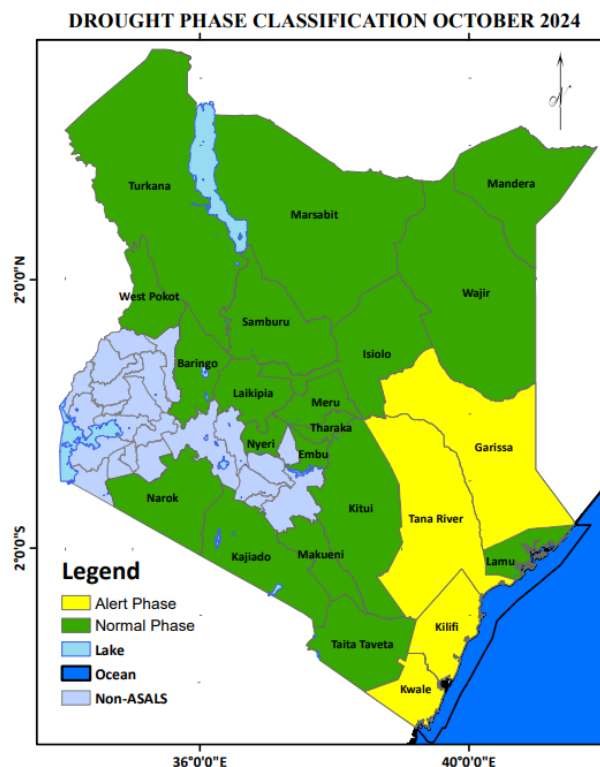 DROUGHT PHASE CLASSIFICATION OCTOBER 2024
N
Mandera
Turkana
Marsabit
2°0'0"N
Wajir
West Pokot
Samburu
Isiolo
Baringo
Laikipia
Meru
Tharaka
Nyeri
Garissa
Embu
Narok
Kitui
Tana River
2°0'0"S
Kajiado
Makueni
Lamu
Legend
Alert Phase
Normal Phase
Lake
Ocean
Non-ASALS
Kilifi
Taita Taveta
Kwale
36°0'0"E
40°0'0"E